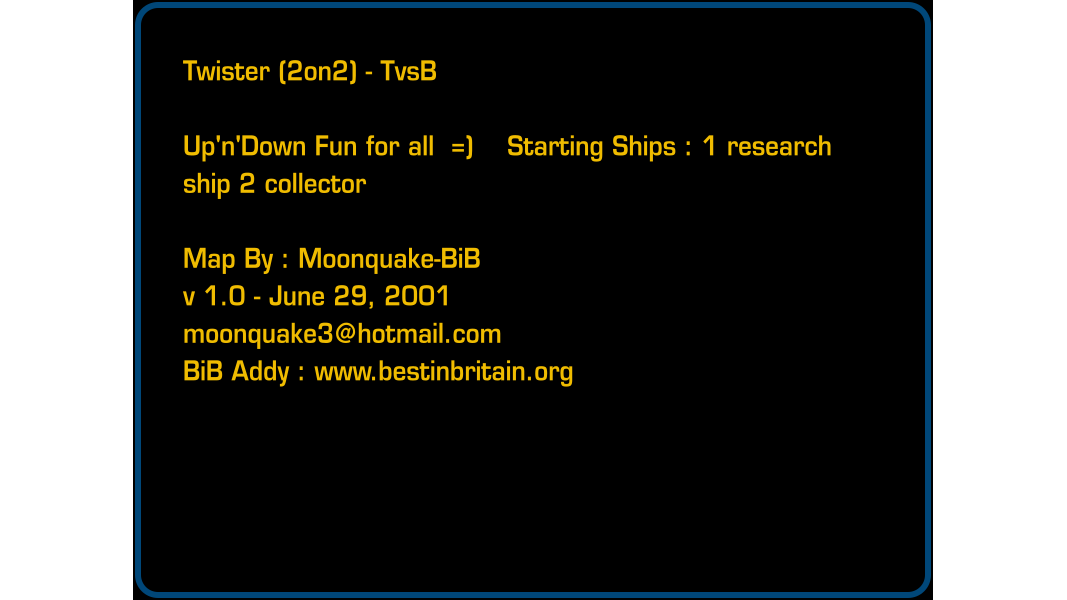 Twister (2on2) - TvsB
Up'n'Down Fun for all  =)    Starting Ships : 1 research
ship 2 collector
Map By : Moonquake-BiB
v 1.0 - June 29, 2001
moonquake3@hotmail.com
BiB Addy : www.bestinbritain.org